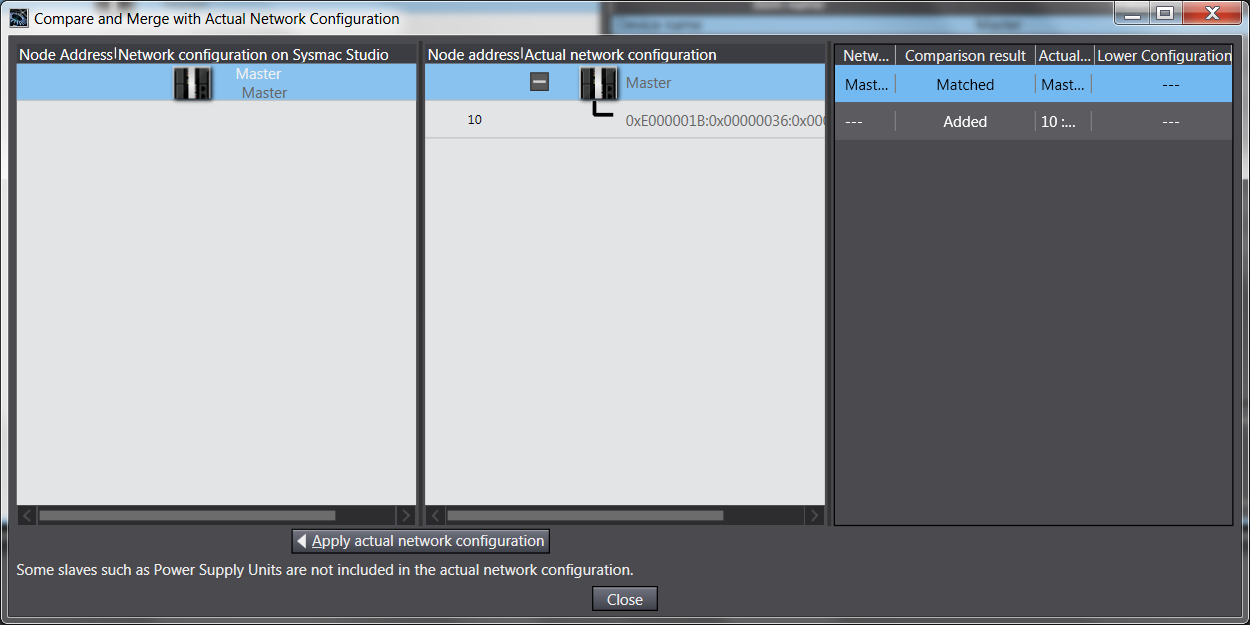 Compare and Merge with Actual Network Configuration
Node Address|Network configuration on Sysmac Studio
Master
Master
Node address|Actual network configuration
Master
10 0xE000001B:0x00000036:0x000
Netw... Comparison result Actual... Lower Configuration
Mast... Matched Mast... ---
--- Added 10 :... ---
Apply actual network configuration
Some slaves such as Power Supply Units are not included in the actual network configuration.
Close